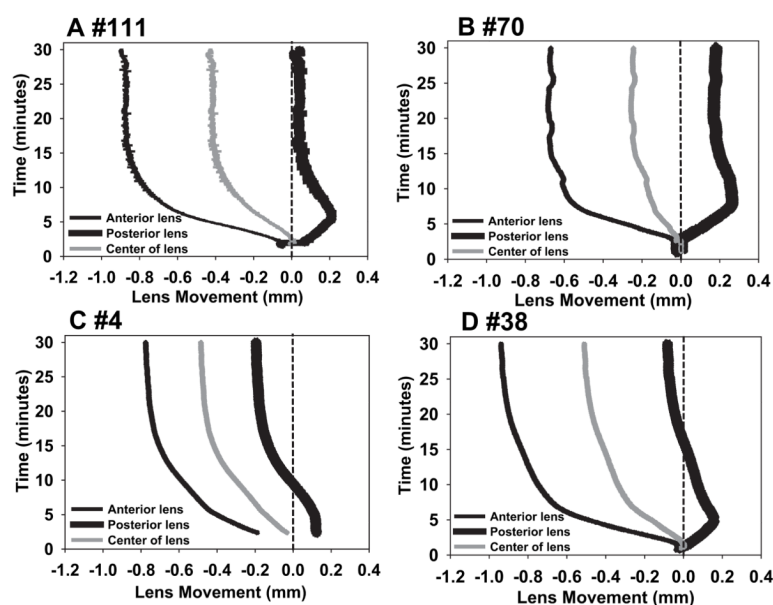 A #111
30
25
20
15
10
5
0
Time (minutes)
Anterior lens
Posterior lens
Center of lens
-1.2 -1.0 -0.8 -0.6 -0.4 -0.2 0.0 0.2 0.4
Lens Movement (mm)
B #70
30
25
20
15
10
5
0
Time (minutes)
Anterior lens
Posterior lens
Center of lens
-1.2 -1.0 -0.8 -0.6 -0.4 -0.2 0.0 0.2 0.4
Lens Movement (mm)
C #4
30
25
20
15
10
5
0
Time (minutes)
Anterior lens
Posterior lens
Center of lens
-1.2 -1.0 -0.8 -0.6 -0.4 -0.2 0.0 0.2 0.4
Lens Movement (mm)
D #38
30
25
20
15
10
5
0
Time (minutes)
Anterior lens
Posterior lens
Center of lens
-1.2 -1.0 -0.8 -0.6 -0.4 -0.2 0.0 0.2 0.4
Lens Movement (mm)